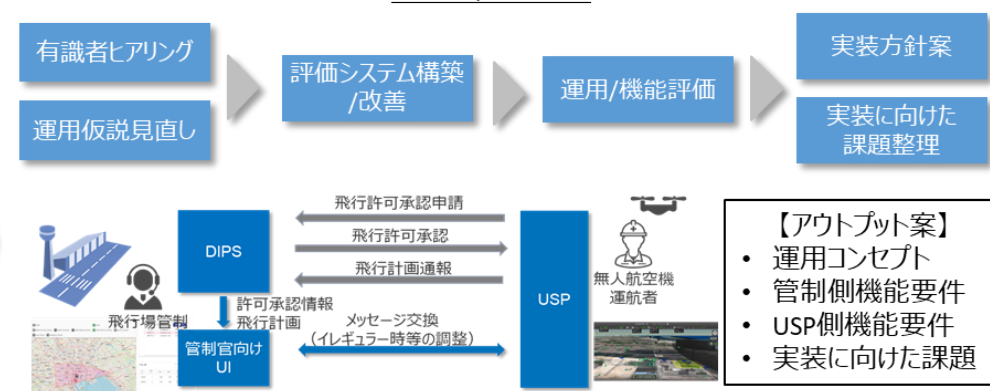 有識者ヒアリング
運用仮説見直し
評価システム構築
/改善
運用/機能評価
実装方針案
実装に向けた
課題整理
飛行許可承認申請
飛行許可承認
飛行計画通報
DIPS
USP
飛行場管制
許可承認情報
飛行計画
管制官向け
UI
メッセージ交換
(イレギュラー時等の調整)
無人航空機
運航者
【アウトプット案】
• 運用コンセプト
• 管制側機能要件
• USP側機能要件
• 実装に向けた課題